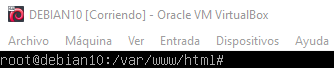 DEBIAN10 [Corriendo] - Oracle VM VirtualBox
Archivo Máquina Ver Entrada Dispositivos Ayuda
root@debian10:/var/www/html#